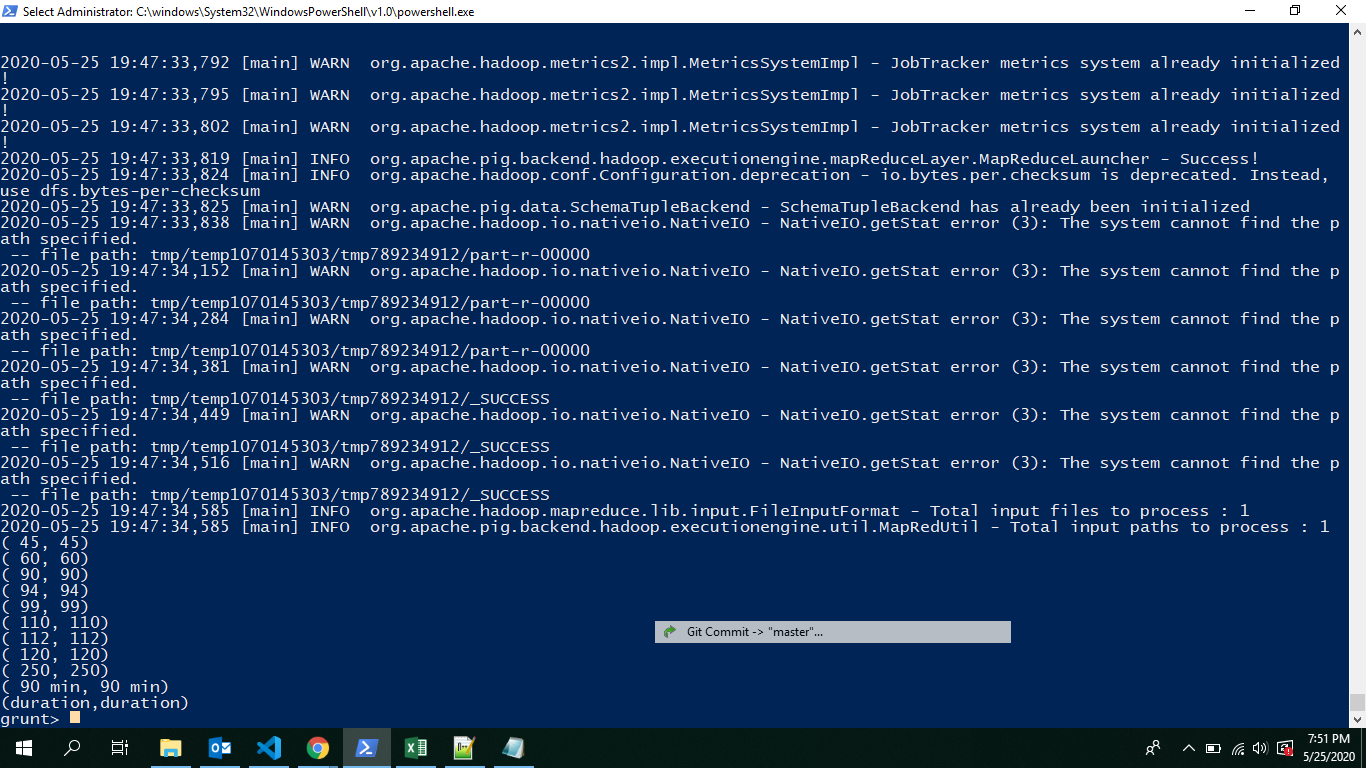 Select Administrator: C:\windows\System32\WindowsPowerShell\v1.0\powershell.exe
2020-05-25 19:47:33,792 [main] WARN  org.apache.hadoop.metrics2.impl.MetricsSystemImpl - JobTracker metrics system already initialized
!
2020-05-25 19:47:33,795 [main] WARN  org.apache.hadoop.metrics2.impl.MetricsSystemImpl - JobTracker metrics system already initialized
!
2020-05-25 19:47:33,802 [main] WARN  org.apache.hadoop.metrics2.impl.MetricsSystemImpl - JobTracker metrics system already initialized
!
2020-05-25 19:47:33,819 [main] INFO  org.apache.pig.backend.hadoop.executionengine.mapReduceLayer.MapReduceLauncher - Success!
2020-05-25 19:47:33,824 [main] INFO  org.apache.hadoop.conf.Configuration.deprecation - io.bytes.per.checksum is deprecated. Instead,
use dfs.bytes-per-checksum
2020-05-25 19:47:33,825 [main] WARN  org.apache.pig.data.SchemaTupleBackend - SchemaTupleBackend has already been initialized
2020-05-25 19:47:33,838 [main] WARN  org.apache.hadoop.io.nativeio.NativeIO - NativeIO.getStat error (3): The system cannot find the p
ath specified.
 -- file path: tmp/temp1070145303/tmp789234912/part-r-00000
2020-05-25 19:47:34,152 [main] WARN  org.apache.hadoop.io.nativeio.NativeIO - NativeIO.getStat error (3): The system cannot find the p
ath specified.
 -- file path: tmp/temp1070145303/tmp789234912/part-r-00000
2020-05-25 19:47:34,284 [main] WARN  org.apache.hadoop.io.nativeio.NativeIO - NativeIO.getStat error (3): The system cannot find the p
ath specified.
 -- file path: tmp/temp1070145303/tmp789234912/part-r-00000
2020-05-25 19:47:34,381 [main] WARN  org.apache.hadoop.io.nativeio.NativeIO - NativeIO.getStat error (3): The system cannot find the p
ath specified.
 -- file path: tmp/temp1070145303/tmp789234912/_SUCCESS
2020-05-25 19:47:34,449 [main] WARN  org.apache.hadoop.io.nativeio.NativeIO - NativeIO.getStat error (3): The system cannot find the p
ath specified.
 -- file path: tmp/temp1070145303/tmp789234912/_SUCCESS
2020-05-25 19:47:34,516 [main] WARN  org.apache.hadoop.io.nativeio.NativeIO - NativeIO.getStat error (3): The system cannot find the p
ath specified.
 -- file path: tmp/temp1070145303/tmp789234912/_SUCCESS
2020-05-25 19:47:34,585 [main] INFO  org.apache.hadoop.mapreduce.lib.input.FileInputFormat - Total input files to process : 1
2020-05-25 19:47:34,585 [main] INFO  org.apache.pig.backend.hadoop.executionengine.util.MapRedUtil - Total input paths to process : 1
( 45, 45)
( 60, 60)
( 90, 90)
( 94, 94)
( 99, 99)
( 110, 110)
( 112, 112)
( 120, 120)
( 250, 250)
( 90 min, 90 min)
(duration,duration)
grunt>
Git Commit -> "master"...
7:51 PM
5/25/2020